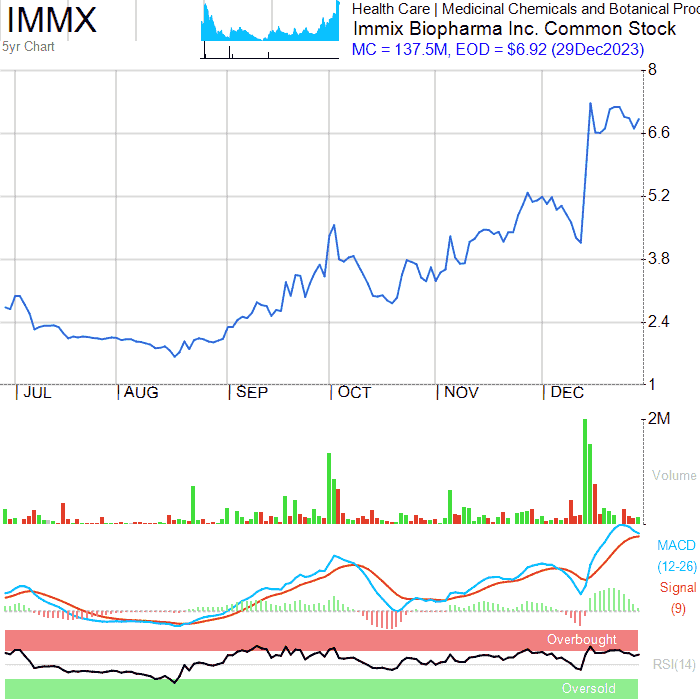 IMMX
5yr Chart
Health Care | Medicinal Chemicals and Botanical Proc
Immix Biopharma Inc. Common Stock
MC = 137.5M, EOD = $6.92 (29Dec2023)
8
6.6
5.2
3.8
2.4
1
JUL AUG SEP OCT NOV DEC
2M
Volume
MACD
(12-26)
Signal
(9)
Overbought
RSI(14)
Oversold